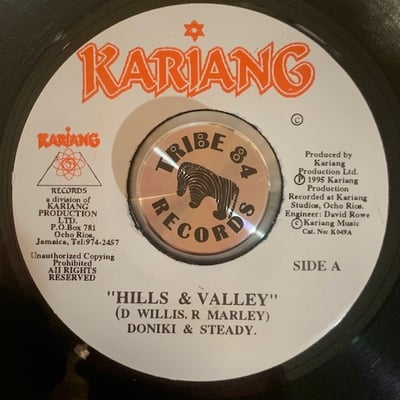 KARIANG
©
KARIANG
RECORDS
a division of
KARIANG
PRODUCTION
LTD.
P.O.Box 781
Ocho Rios,
Jamaica, Tel:974-2457
Unauthorized Copying
Prohibited
All RIGHTS
RESERVED
TRIBE 84
RECORDS
Produced by
Kariang
Production Ltd.
Ⓟ 1995 Kariang
Production
Recorded at Kariang
Studios, Ocho Rios.
Engineer: David Rowe
© Kariang Music
Cat. No: K049A
SIDE A
"HILLS & VALLEY"
(D WILLIS. R MARLEY)
DONIKI & STEADY.